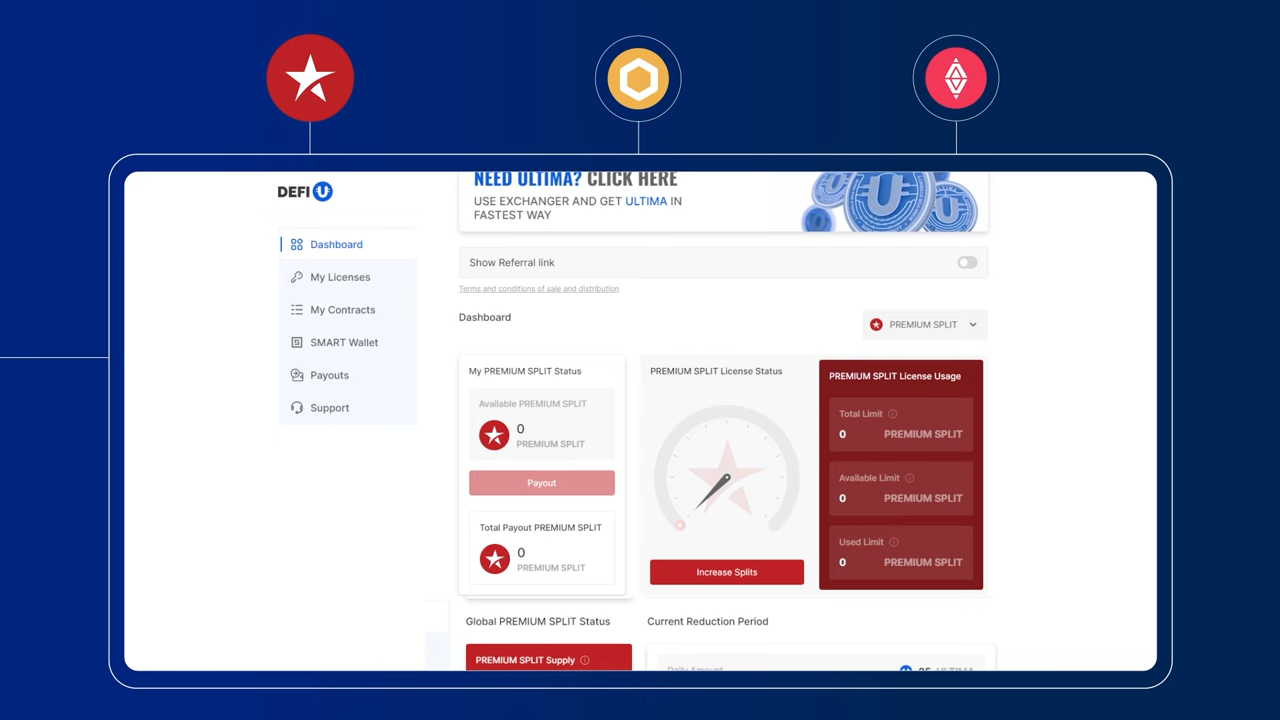 DEFI U
Dashboard
My Licenses
My Contracts
SMART Wallet
Payouts
Support
NEED ULTIMA? CLICK HERE
USE EXCHANGER AND GET ULTIMA IN
FASTEST WAY
Show Referral link
Terms and conditions of sale and distribution
Dashboard
PREMIUM SPLIT
My PREMIUM SPLIT Status
Available PREMIUM SPLIT
0
PREMIUM SPLIT
Payout
Total Payout PREMIUM SPLIT
0
PREMIUM SPLIT
PREMIUM SPLIT License Status
Increase Splits
PREMIUM SPLIT License Usage
Total Limit
0 PREMIUM SPLIT
Available Limit
0 PREMIUM SPLIT
Used Limit
0 PREMIUM SPLIT
Global PREMIUM SPLIT Status
PREMIUM SPLIT Supply
Current Reduction Period
Daily Amount
25 ULTIMA